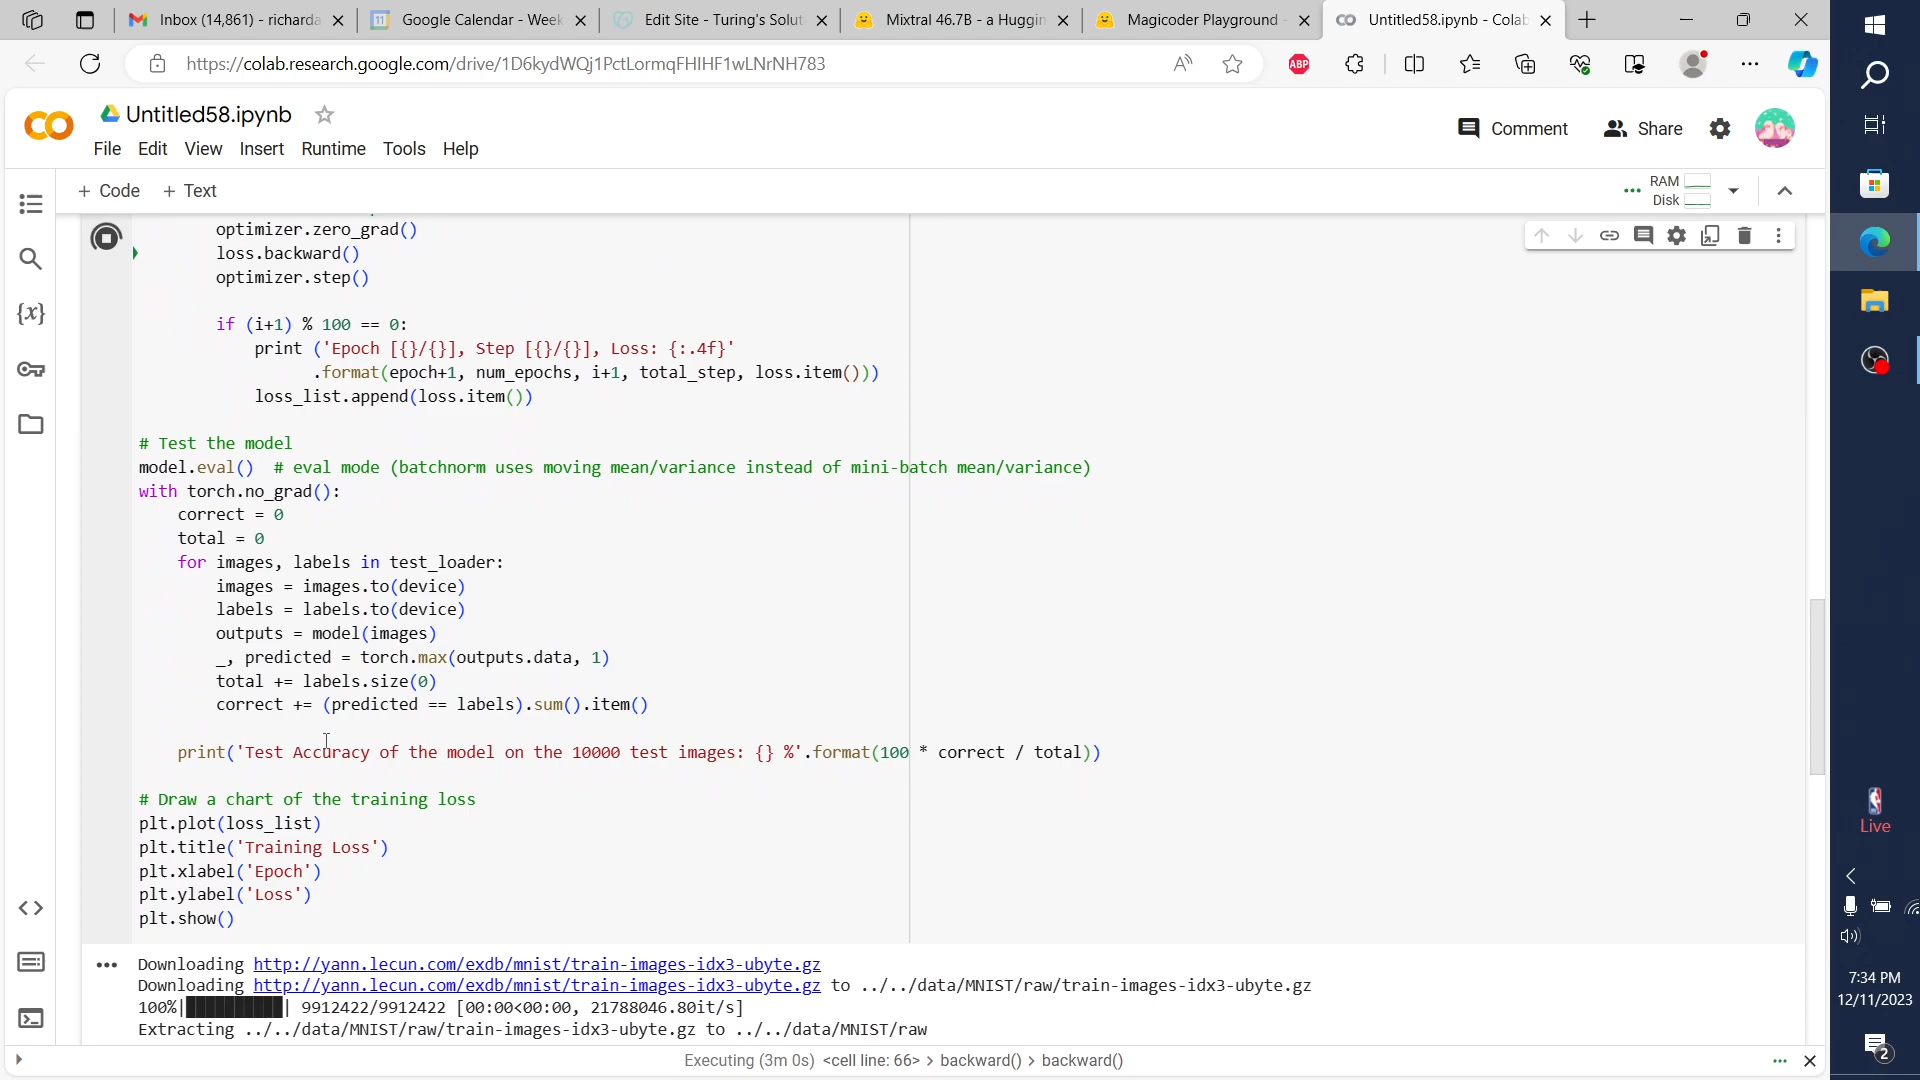 Inbox (14,861) - richarda
Google Calendar - Week
Edit Site - Turing's Solut
Mixtral 46.7B - a Huggin
Magicoder Playground -
Untitled58.ipynb - Colab
https://colab.research.google.com/drive/1D6kydWQj1PctLormqFHIHF1wLNrNH783
ABP
Untitled58.ipynb
File Edit View Insert Runtime Tools Help
Comment
Share
+ Code + Text
RAM
Disk
optimizer.zero_grad()
loss.backward()
optimizer.step()
if (i+1) % 100 == 0:
print ('Epoch [{}/{}], Step [{}/{}], Loss: {:.4f}'
.format(epoch+1, num_epochs, i+1, total_step, loss.item()))
loss_list.append(loss.item())
# Test the model
model.eval() # eval mode (batchnorm uses moving mean/variance instead of mini-batch mean/variance)
with torch.no_grad():
correct = 0
total = 0
for images, labels in test_loader:
images = images.to(device)
labels = labels.to(device)
outputs = model(images)
_, predicted = torch.max(outputs.data, 1)
total += labels.size(0)
correct += (predicted == labels).sum().item()
print('Test Accuracy of the model on the 10000 test images: {} %'.format(100 * correct / total))
# Draw a chart of the training loss
plt.plot(loss_list)
plt.title('Training Loss')
plt.xlabel('Epoch')
plt.ylabel('Loss')
plt.show()
Downloading http://yann.lecun.com/exdb/mnist/train-images-idx3-ubyte.gz
Downloading http://yann.lecun.com/exdb/mnist/train-images-idx3-ubyte.gz to ../../data/MNIST/raw/train-images-idx3-ubyte.gz
100%|██████████| 9912422/9912422 [00:00<00:00, 21788046.80it/s]
Extracting ../../data/MNIST/raw/train-images-idx3-ubyte.gz to ../../data/MNIST/raw
Executing (3m 0s) <cell line: 66> > backward() > backward()
Live
7:34 PM
12/11/2023
2